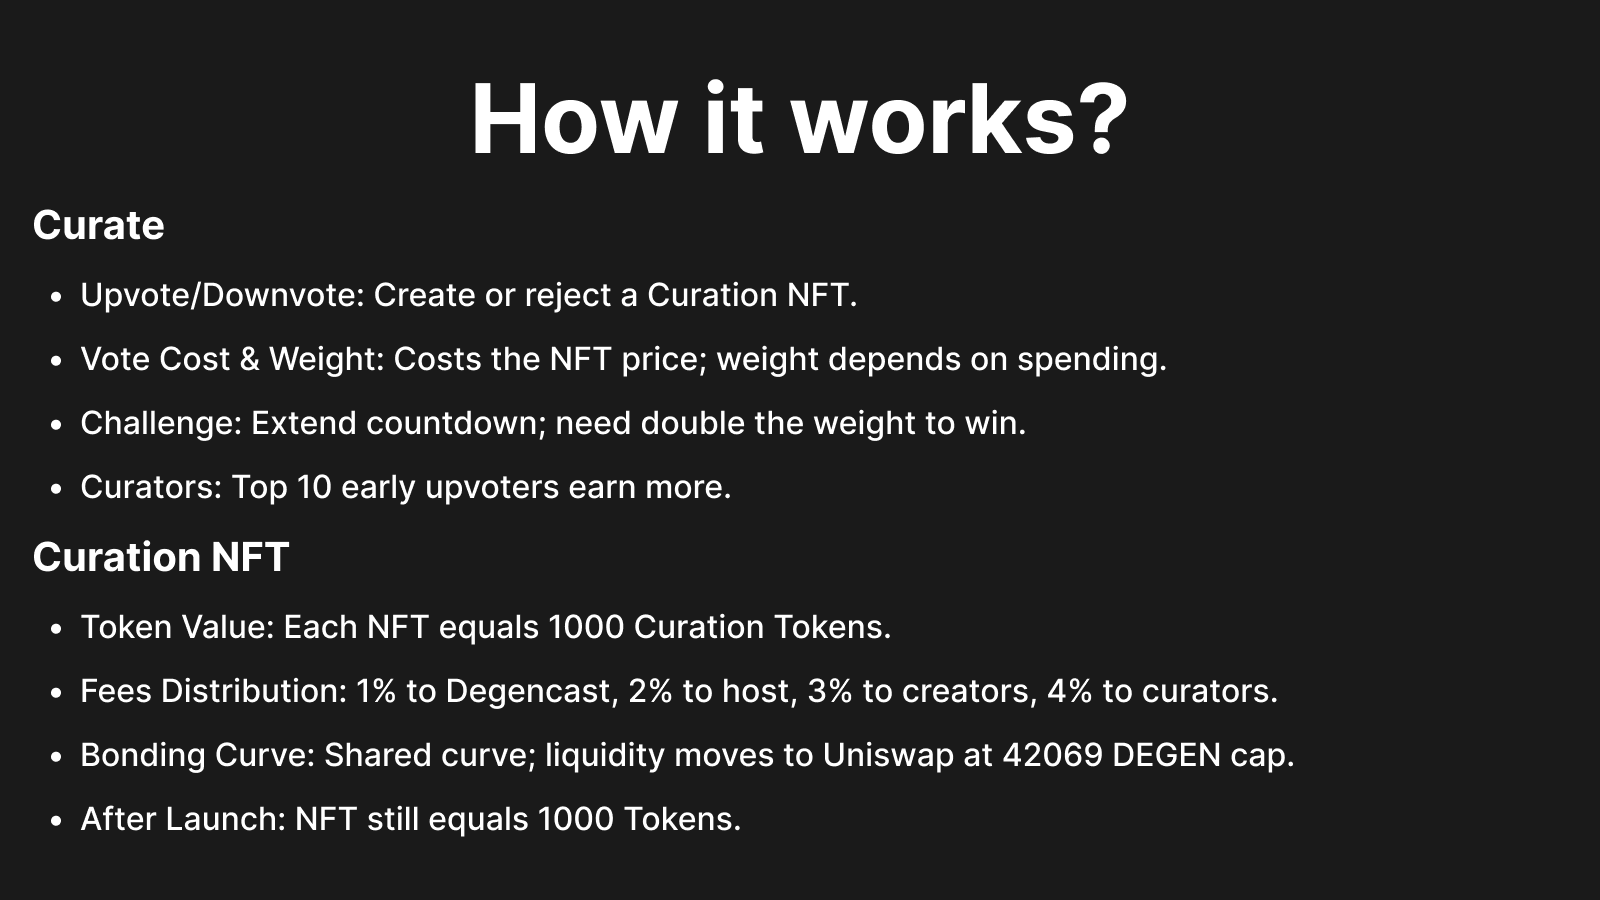 How it works?
Curate
• Upvote/Downvote: Create or reject a Curation NFT.
• Vote Cost & Weight: Costs the NFT price; weight depends on spending.
• Challenge: Extend countdown; need double the weight to win.
• Curators: Top 10 early upvoters earn more.
Curation NFT
• Token Value: Each NFT equals 1000 Curation Tokens.
• Fees Distribution: 1% to Degencast, 2% to host, 3% to creators, 4% to curators.
• Bonding Curve: Shared curve; liquidity moves to Uniswap at 42069 DEGEN cap.
• After Launch: NFT still equals 1000 Tokens.